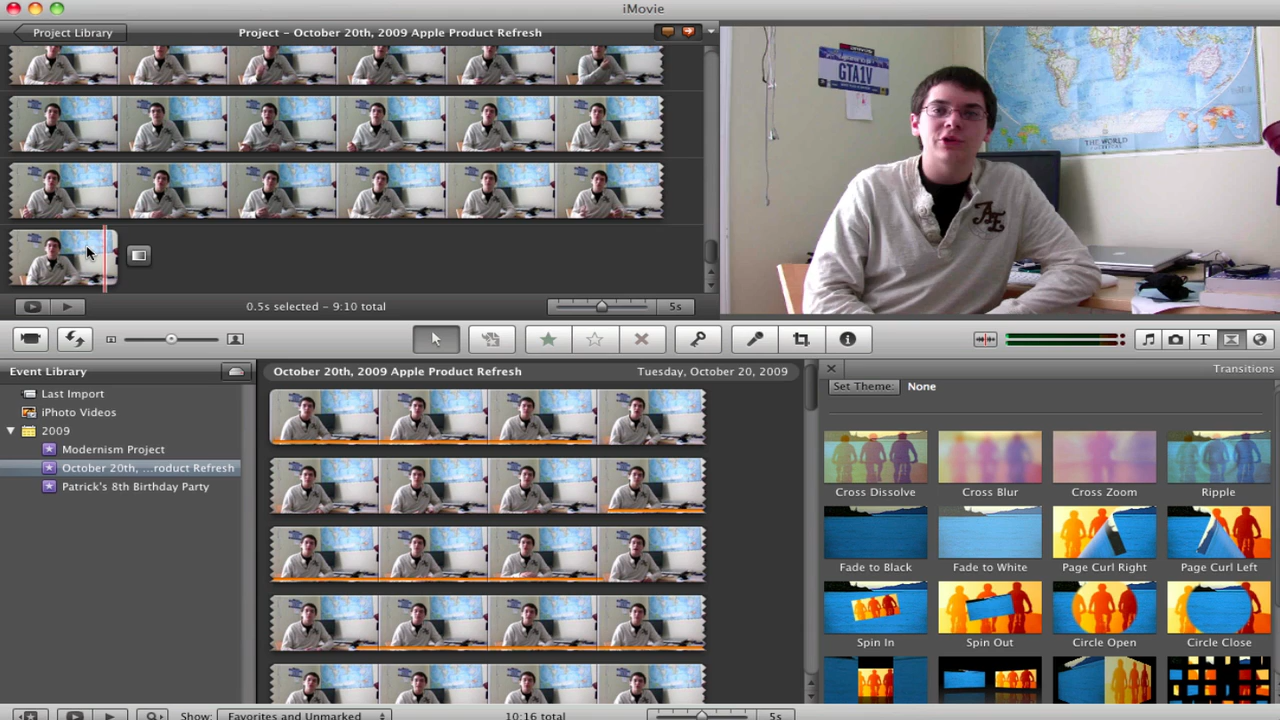 iMovie
Project Library
Project – October 20th, 2009 Apple Product Refresh
GTA1V
THE WORLD
AE
0.5s selected – 9:10 total
5s
Event Library
October 20th, 2009 Apple Product Refresh
Tuesday, October 20, 2009
Transitions
Last Import
iPhoto Videos
2009
Modernism Project
October 20th, ...roduct Refresh
Patrick's 8th Birthday Party
Set Theme:
None
Cross Dissolve
Cross Blur
Cross Zoom
Ripple
Fade to Black
Fade to White
Page Curl Right
Page Curl Left
Spin In
Spin Out
Circle Open
Circle Close
Show:
Favorites and Unmarked
10:16 total
5s